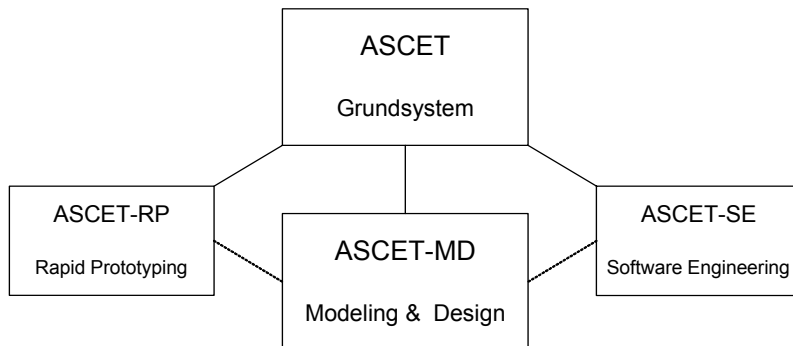 ASCET
Grundsystem
ASCET-RP
Rapid Prototyping
ASCET-MD
Modeling & Design
ASCET-SE
Software Engineering